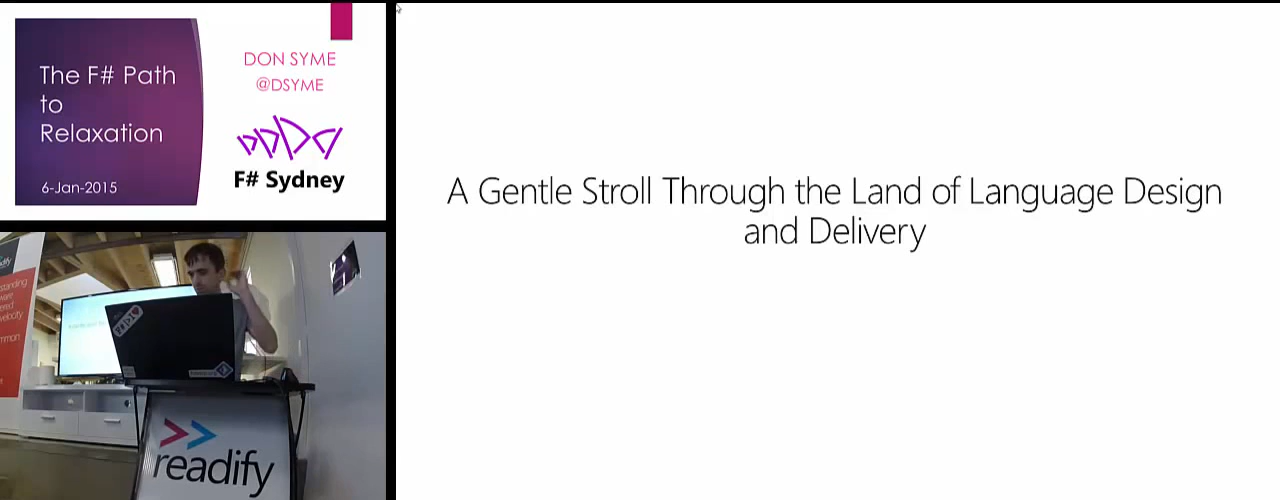 The F# Path
to
Relaxation
6-Jan-2015
DON SYME
@DSYME
F# Sydney
A Gentle Stroll Through the Land of Language Design
and Delivery
readify